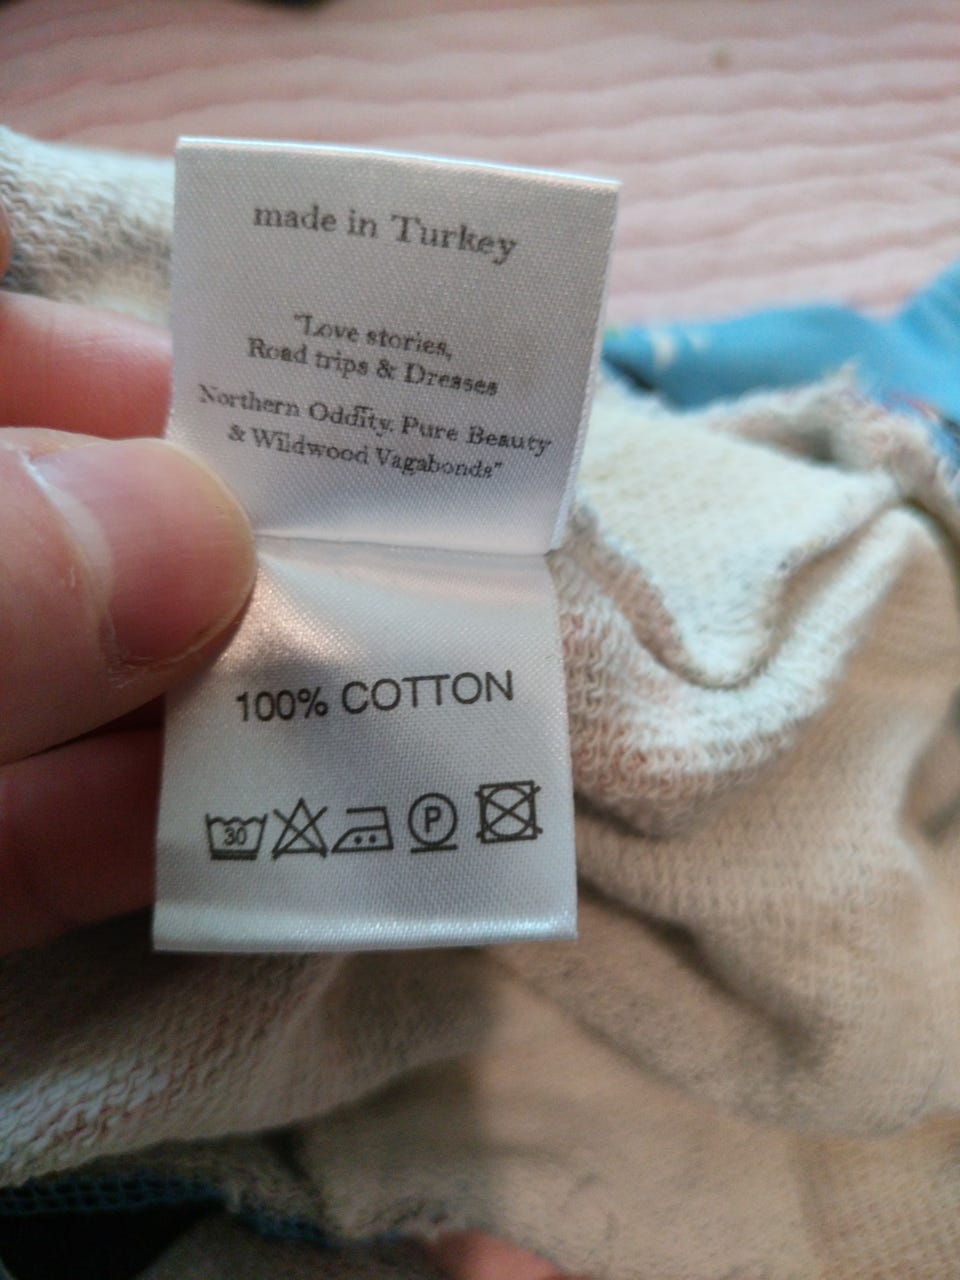 made in Turkey
"Love stories,
Road trips & Dresses
Northern Oddity, Pure Beauty
& Wildwood Vagabonds"
100% COTTON
30
P